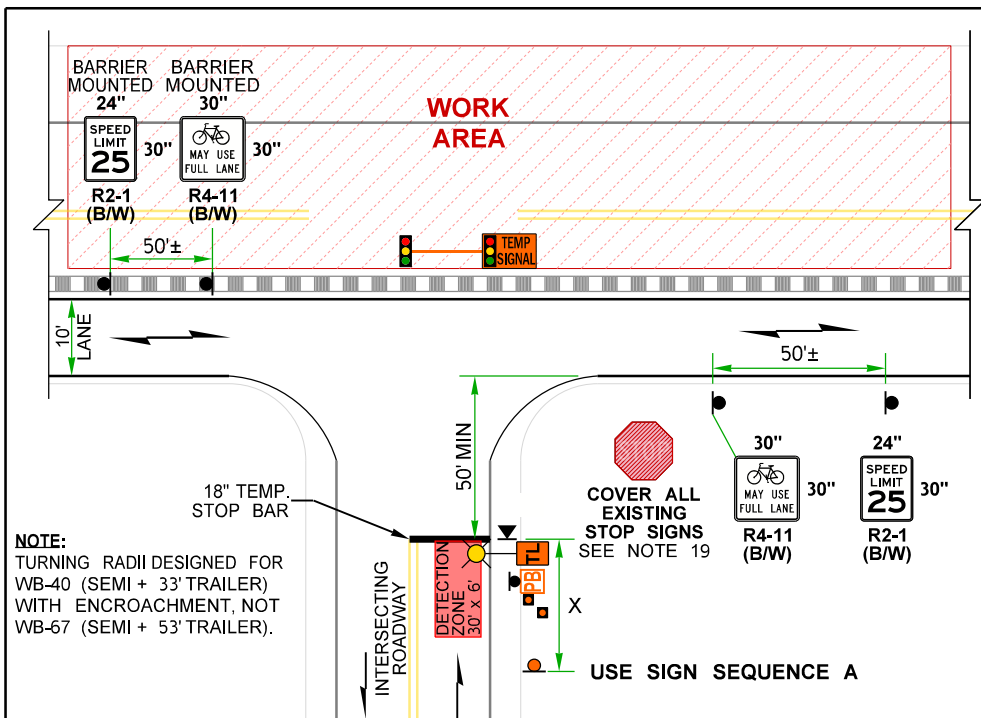 BARRIER
MOUNTED
24"
BARRIER
MOUNTED
30"
SPEED
LIMIT
25
30"
MAY USE
FULL LANE
30"
R2-1
(B/W)
R4-11
(B/W)
WORK
AREA
50'±
TEMP
SIGNAL
10'
LANE
50'±
50' MIN
STOP
COVER ALL
EXISTING
STOP SIGNS
SEE NOTE 19
30"
MAY USE
FULL LANE
30"
R4-11
(B/W)
24"
SPEED
LIMIT
25
30"
R2-1
(B/W)
18" TEMP.
STOP BAR
NOTE:
TURNING RADII DESIGNED FOR
WB-40 (SEMI + 33' TRAILER)
WITH ENCROACHMENT, NOT
WB-67 (SEMI + 53' TRAILER).
INTERSECTING
ROADWAY
DETECTION
ZONE
30' x 6'
TL
PB
X
USE SIGN SEQUENCE A